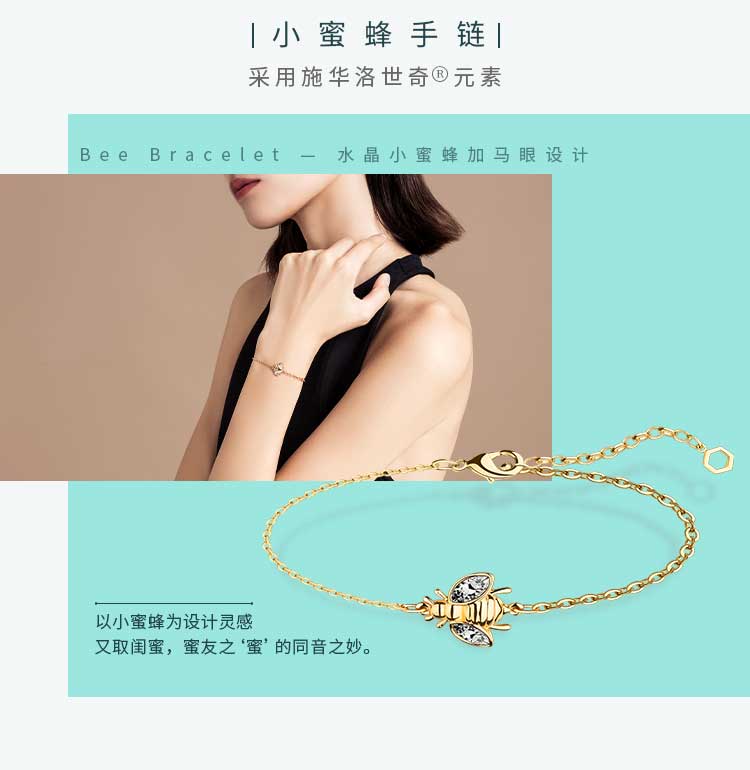 小蜜蜂手链
采用施华洛世奇®元素
Bee Bracelet — 水晶小蜜蜂加马眼设计
以小蜜蜂为设计灵感
又取闺蜜，蜜友之‘蜜’的同音之妙。